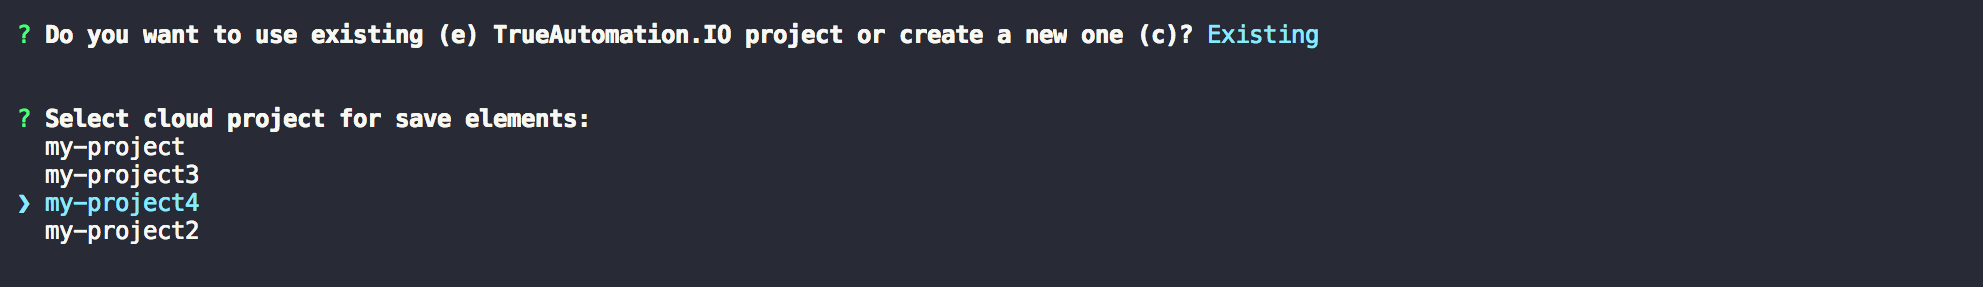 ? Do you want to use existing (e) TrueAutomation.IO project or create a new one (c)? Existing
? Select cloud project for save elements:
my-project
my-project3
❯ my-project4
my-project2